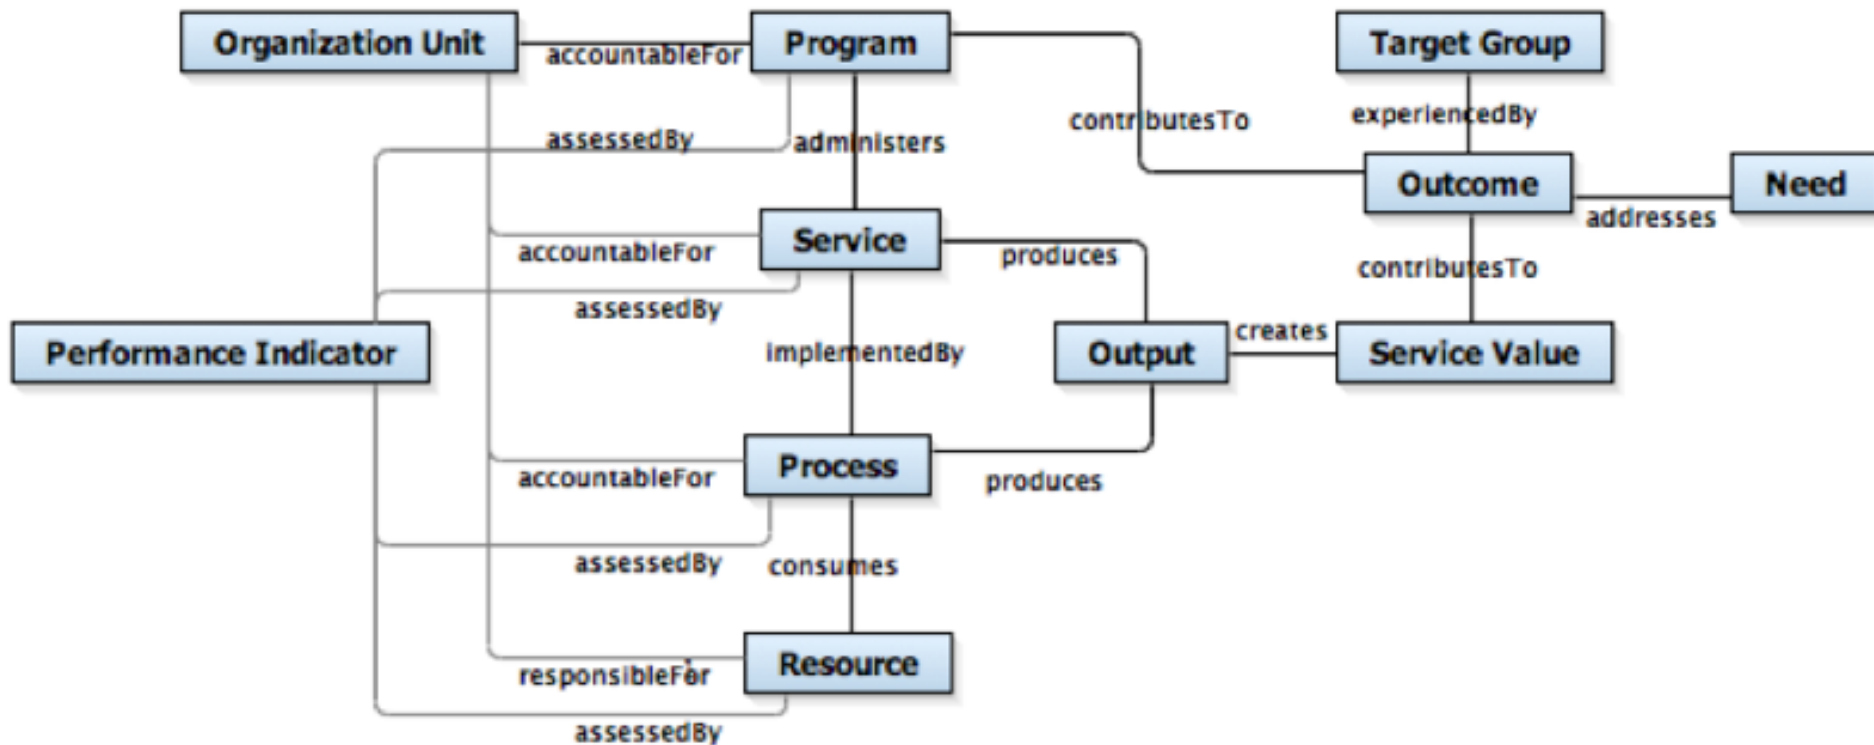 Organization Unit
accountableFor
Program
Target Group
contributesTo
experiencedBy
assessedBy
administers
Outcome
Need
addresses
Service
accountableFor
produces
contributesTo
assessedBy
creates
Performance Indicator
implementedBy
Output
Service Value
Process
accountableFor
produces
assessedBy
consumes
Resource
responsibleFor
assessedBy